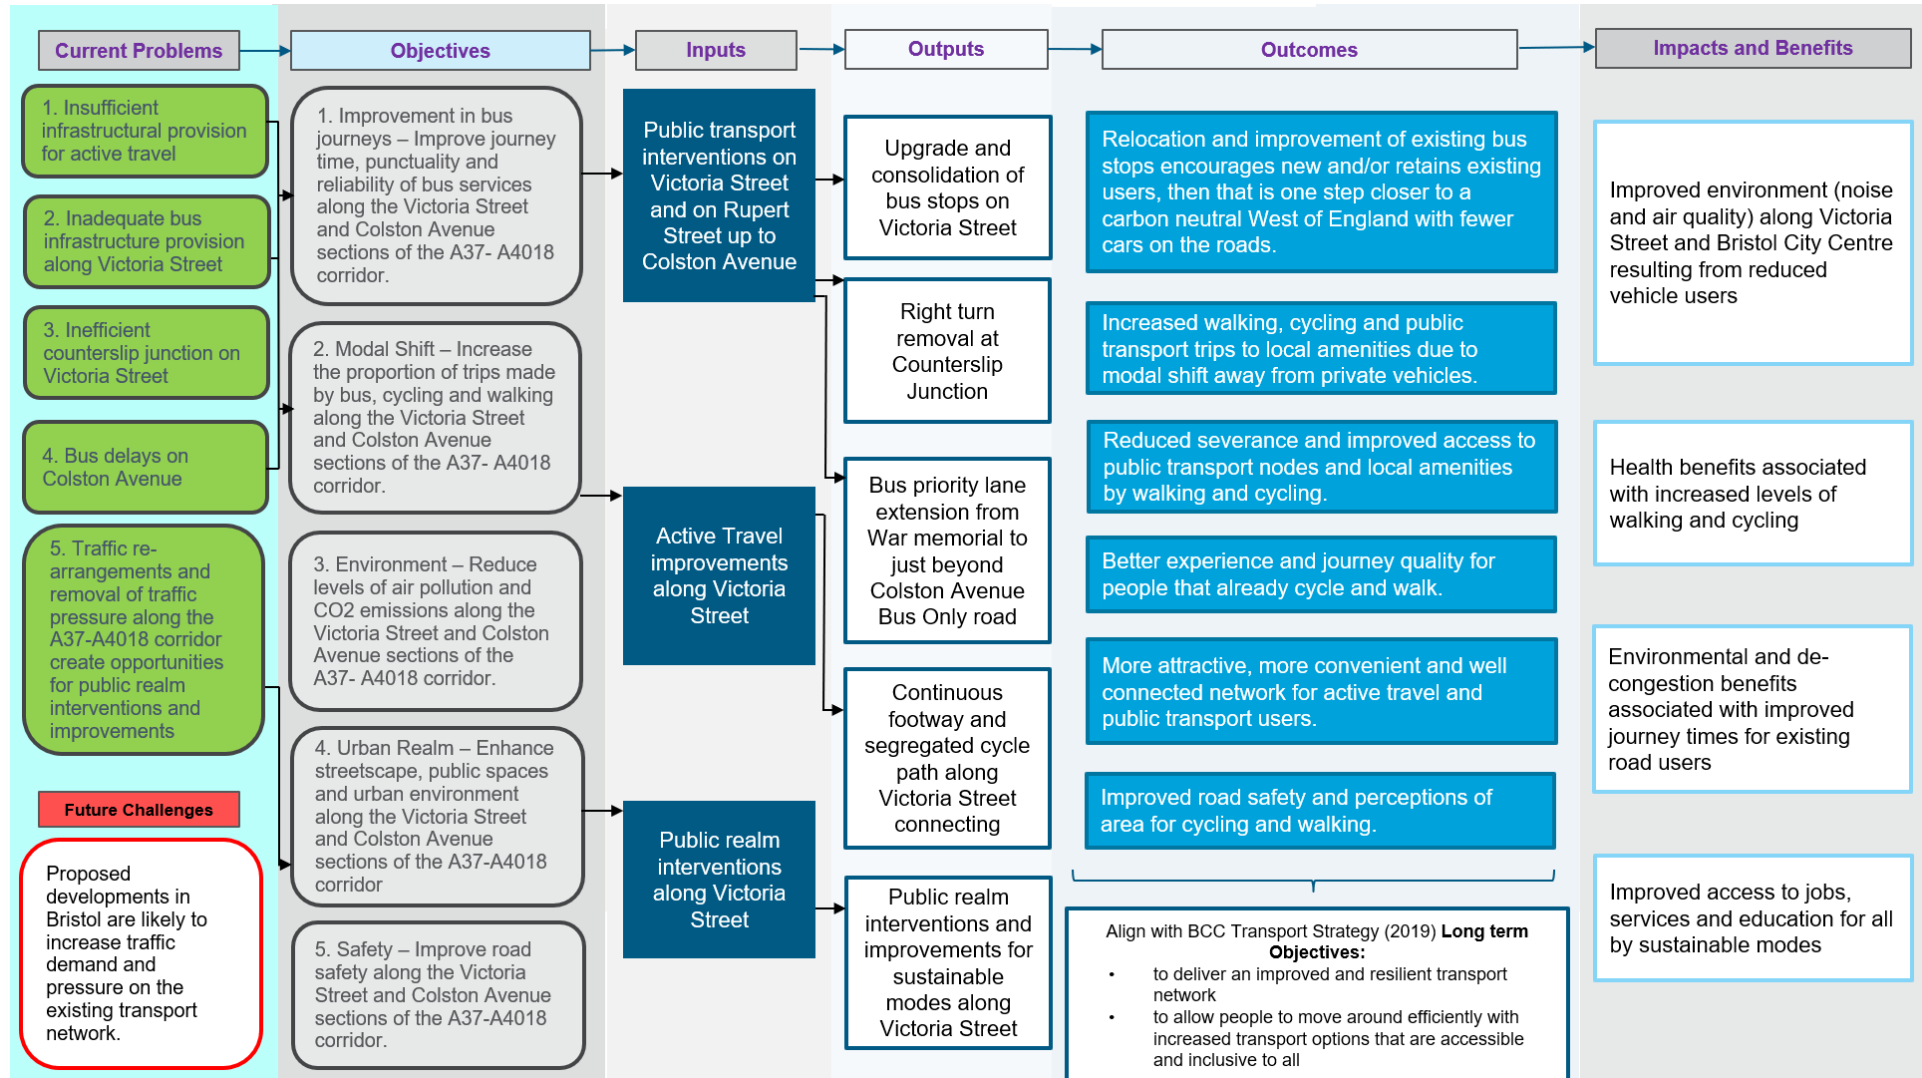 Current Problems
Objectives
Inputs
Outputs
Outcomes
Impacts and Benefits
1. Insufficient
infrastructural provision
for active travel
2. Inadequate bus
infrastructure provision
along Victoria Street
3. Inefficient
counterslip junction on
Victoria Street
4. Bus delays on
Colston Avenue
5. Traffic re-
arrangements and
removal of traffic
pressure along the
A37-A4018 corridor
create opportunities
for public realm
interventions and
improvements
Future Challenges
Proposed
developments in
Bristol are likely to
increase traffic
demand and
pressure on the
existing transport
network.
1. Improvement in bus
journeys – Improve journey
time, punctuality and
reliability of bus services
along the Victoria Street
and Colston Avenue
sections of the A37- A4018
corridor.
2. Modal Shift – Increase
the proportion of trips made
by bus, cycling and walking
along the Victoria Street
and Colston Avenue
sections of the A37- A4018
corridor.
3. Environment – Reduce
levels of air pollution and
CO2 emissions along the
Victoria Street and Colston
Avenue sections of the
A37- A4018 corridor.
4. Urban Realm – Enhance
streetscape, public spaces
and urban environment
along the Victoria Street
and Colston Avenue
sections of the A37-A4018
corridor
5. Safety – Improve road
safety along the Victoria
Street and Colston Avenue
sections of the A37-A4018
corridor.
Public transport
interventions on
Victoria Street
and on Rupert
Street up to
Colston Avenue
Active Travel
improvements
along Victoria
Street
Public realm
interventions
along Victoria
Street
Upgrade and
consolidation of
bus stops on
Victoria Street
Right turn
removal at
Counterslip
Junction
Bus priority lane
extension from
War memorial to
just beyond
Colston Avenue
Bus Only road
Continuous
footway and
segregated cycle
path along
Victoria Street
connecting
Public realm
interventions and
improvements for
sustainable
modes along
Victoria Street
Relocation and improvement of existing bus
stops encourages new and/or retains existing
users, then that is one step closer to a
carbon neutral West of England with fewer
cars on the roads.
Increased walking, cycling and public
transport trips to local amenities due to
modal shift away from private vehicles.
Reduced severance and improved access to
public transport nodes and local amenities
by walking and cycling.
Better experience and journey quality for
people that already cycle and walk.
More attractive, more convenient and well
connected network for active travel and
public transport users.
Improved road safety and perceptions of
area for cycling and walking.
Align with BCC Transport Strategy (2019) Long term
Objectives:
• to deliver an improved and resilient transport
network
• to allow people to move around efficiently with
increased transport options that are accessible
and inclusive to all
Improved environment (noise
and air quality) along Victoria
Street and Bristol City Centre
resulting from reduced
vehicle users
Health benefits associated
with increased levels of
walking and cycling
Environmental and de-
congestion benefits
associated with improved
journey times for existing
road users
Improved access to jobs,
services and education for all
by sustainable modes